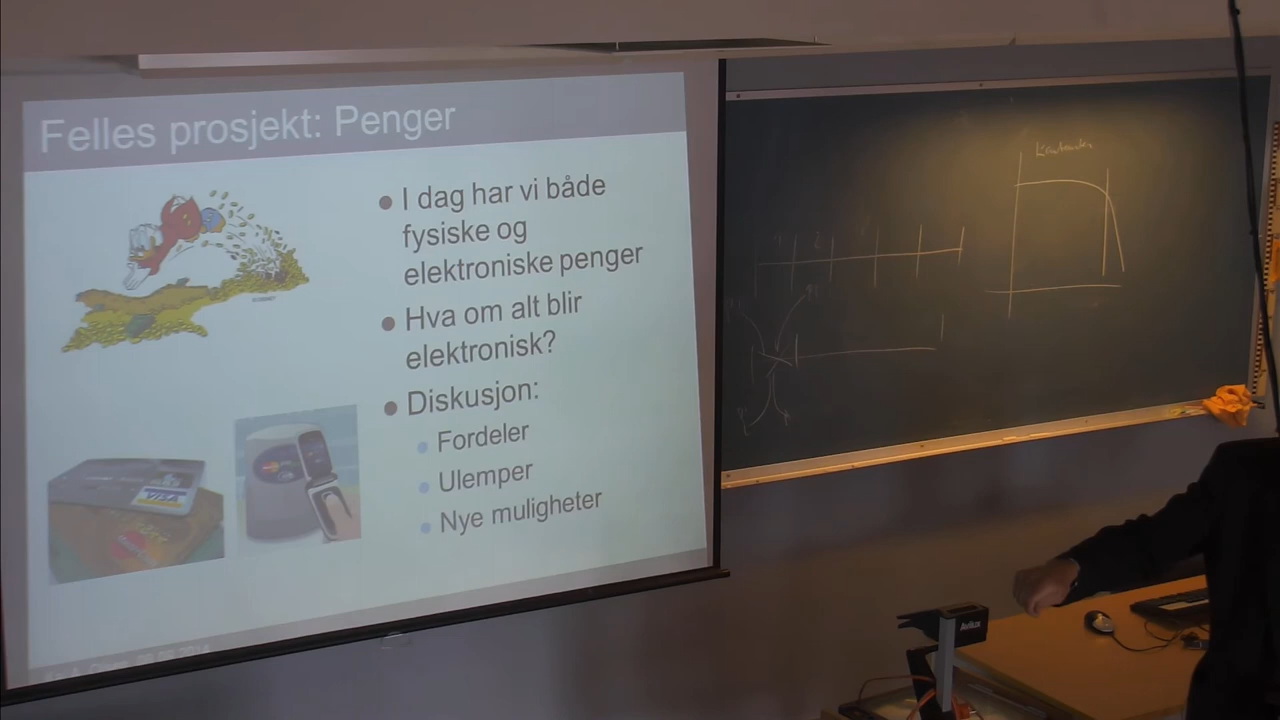 Felles prosjekt: Penger
I dag har vi både
fysiske og
elektroniske penger
Hva om alt blir
elektronisk?
Diskusjon:
Fordeler
Ulemper
Nye muligheter
VISA